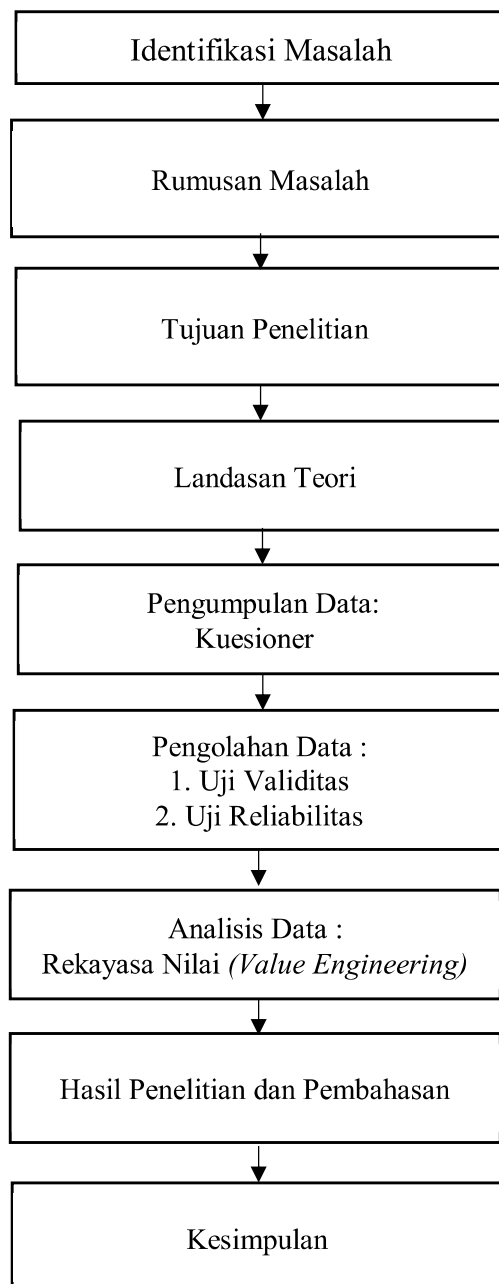 Identifikasi Masalah
Rumusan Masalah
Tujuan Penelitian
Landasan Teori
Pengumpulan Data:
Kuesioner
Pengolahan Data :
1. Uji Validitas
2. Uji Reliabilitas
Analisis Data :
Rekayasa Nilai (Value Engineering)
Hasil Penelitian dan Pembahasan
Kesimpulan